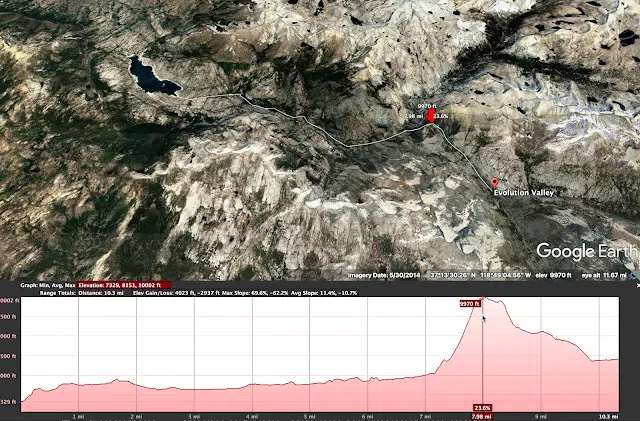 9970 ft
7.98 mi 23.6%
Evolution Valley
Google Earth
Imagery Date: 5/30/2014 37°13'30.26" N 118°49'04.56" W elev 9970 ft eye alt 11.67 mi
Graph: Min, Avg, Max Elevation: 7329, 8151, 10002 ft
Range Totals: Distance: 10.3 mi Elev Gain/Loss: 4023 ft, -2937 ft Max Slope: 69.6%, -62.2% Avg Slope: 11.4%, -10.7%
0002 ft
9970 ft
500 ft
000 ft
500 ft
000 ft
329 ft
23.6%
1 mi 2 mi 3 mi 4 mi 5 mi 6 mi 7 mi 7.98 mi 9 mi 10.3 mi